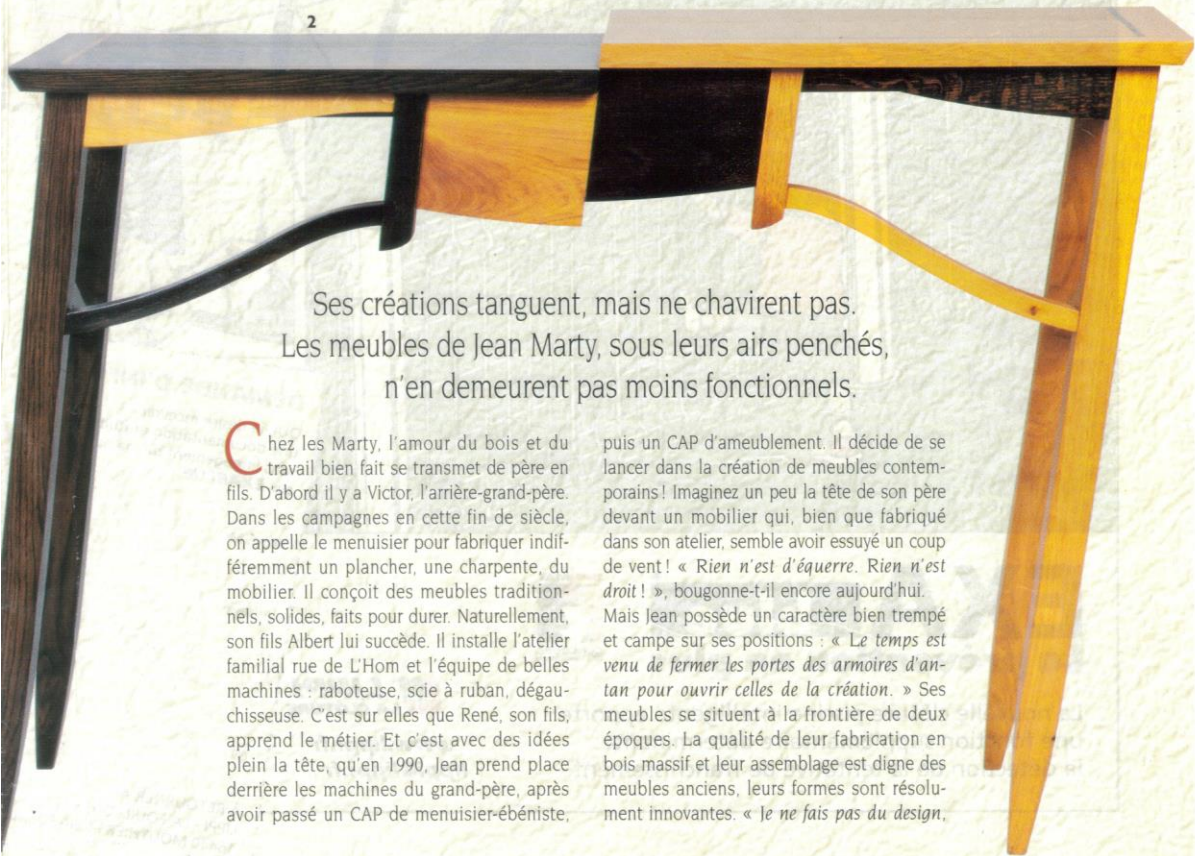 2
Ses créations tanguent, mais ne chavirent pas.
Les meubles de Jean Marty, sous leurs airs penchés,
n'en demeurent pas moins fonctionnels.
Chez les Marty, l'amour du bois et du
travail bien fait se transmet de père en
fils. D'abord il y a Victor, l'arrière-grand-père.
Dans les campagnes en cette fin de siècle,
on appelle le menuisier pour fabriquer indif-
féremment un plancher, une charpente, du
mobilier. Il conçoit des meubles tradition-
nels, solides, faits pour durer. Naturellement,
son fils Albert lui succède. Il installe l'atelier
familial rue de L'Hom et l'équipe de belles
machines : raboteuse, scie à ruban, dégau-
chisseuse. C'est sur elles que René, son fils,
apprend le métier. Et c'est avec des idées
plein la tête, qu'en 1990, Jean prend place
derrière les machines du grand-père, après
avoir passé un CAP de menuisier-ébéniste,
puis un CAP d'ameublement. Il décide de se
lancer dans la création de meubles contem-
porains ! Imaginez un peu la tête de son père
devant un mobilier qui, bien que fabriqué
dans son atelier, semble avoir essuyé un coup
de vent ! « Rien n'est d'équerre. Rien n'est
droit ! », bougonne-t-il encore aujourd'hui.
Mais Jean possède un caractère bien trempé
et campe sur ses positions : « Le temps est
venu de fermer les portes des armoires d'an-
tan pour ouvrir celles de la création. » Ses
meubles se situent à la frontière de deux
époques. La qualité de leur fabrication en
bois massif et leur assemblage est digne des
meubles anciens, leurs formes sont résolu-
ment innovantes. « Je ne fais pas du design,